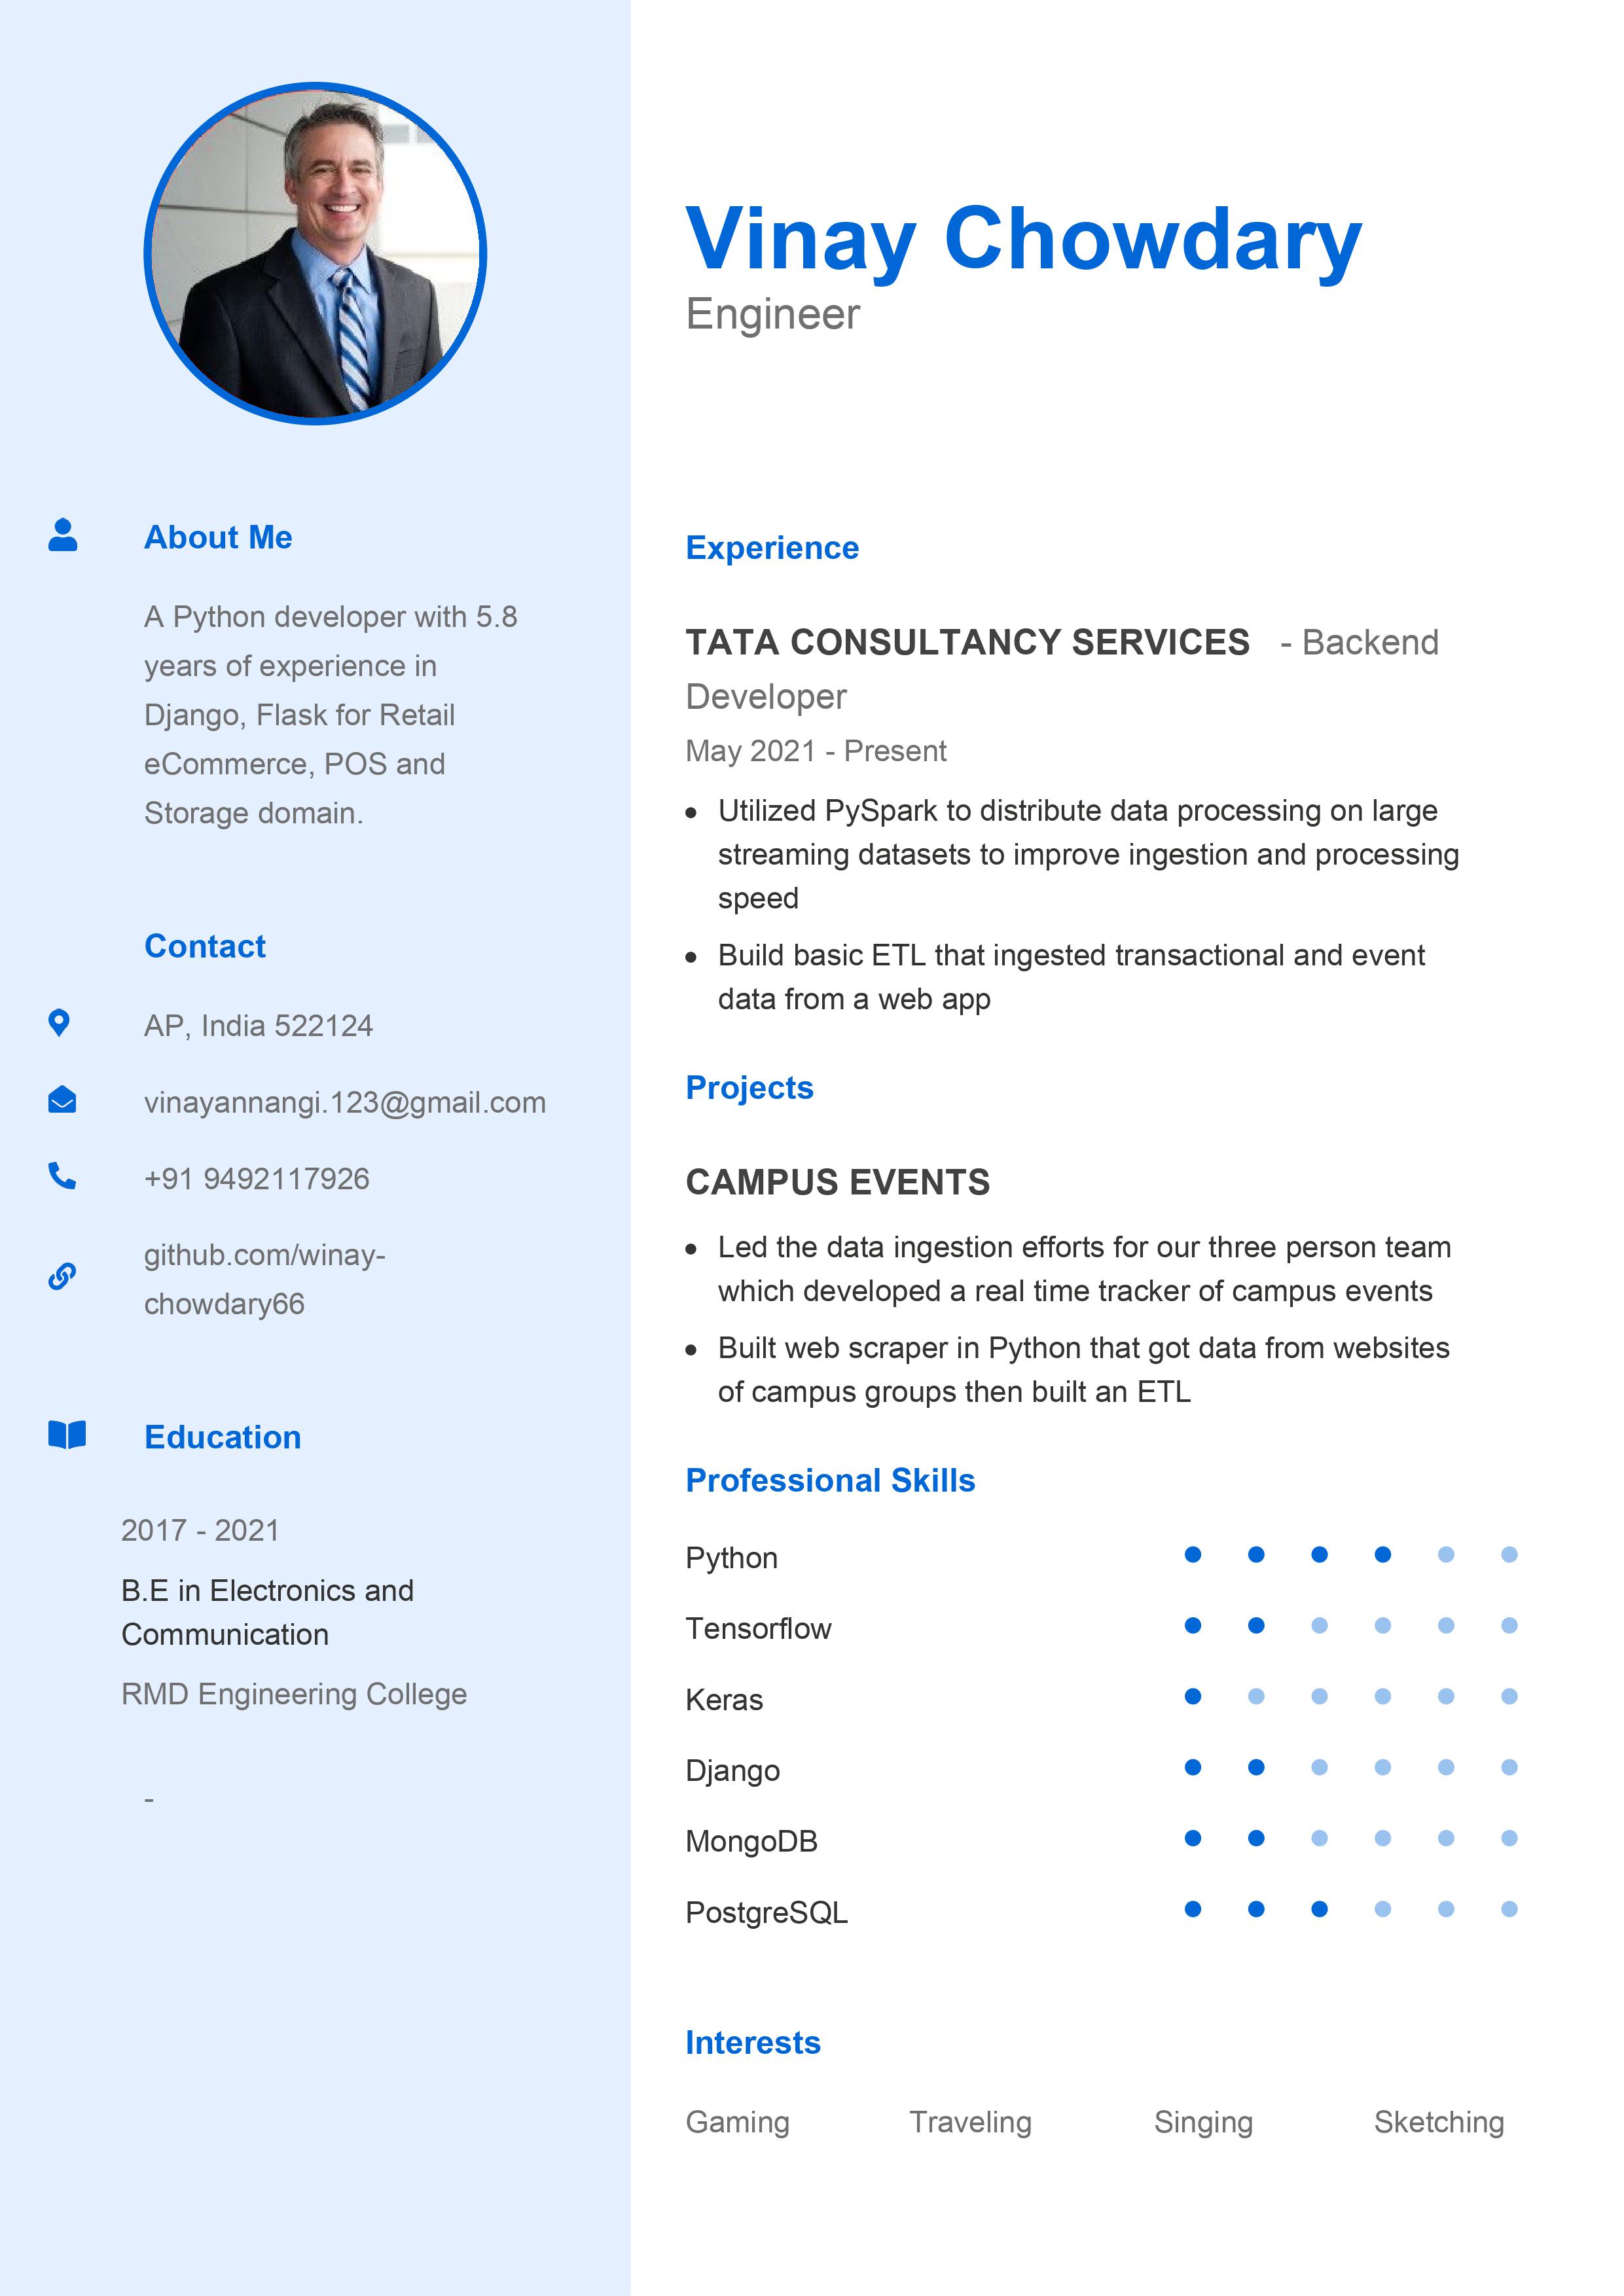 Vinay Chowdary
Engineer
About Me
A Python developer with 5.8
years of experience in
Django, Flask for Retail
eCommerce, POS and
Storage domain.
Contact
AP, India 522124
vinayannangi.123@gmail.com
+91 9492117926
github.com/winay-
chowdary66
Education
2017 - 2021
B.E in Electronics and
Communication
RMD Engineering College
-
Experience
TATA CONSULTANCY SERVICES - Backend
Developer
May 2021 - Present
• Utilized PySpark to distribute data processing on large
streaming datasets to improve ingestion and processing
speed
• Build basic ETL that ingested transactional and event
data from a web app
Projects
CAMPUS EVENTS
• Led the data ingestion efforts for our three person team
which developed a real time tracker of campus events
• Built web scraper in Python that got data from websites
of campus groups then built an ETL
Professional Skills
Python
Tensorflow
Keras
Django
MongoDB
PostgreSQL
Interests
Gaming Traveling Singing Sketching